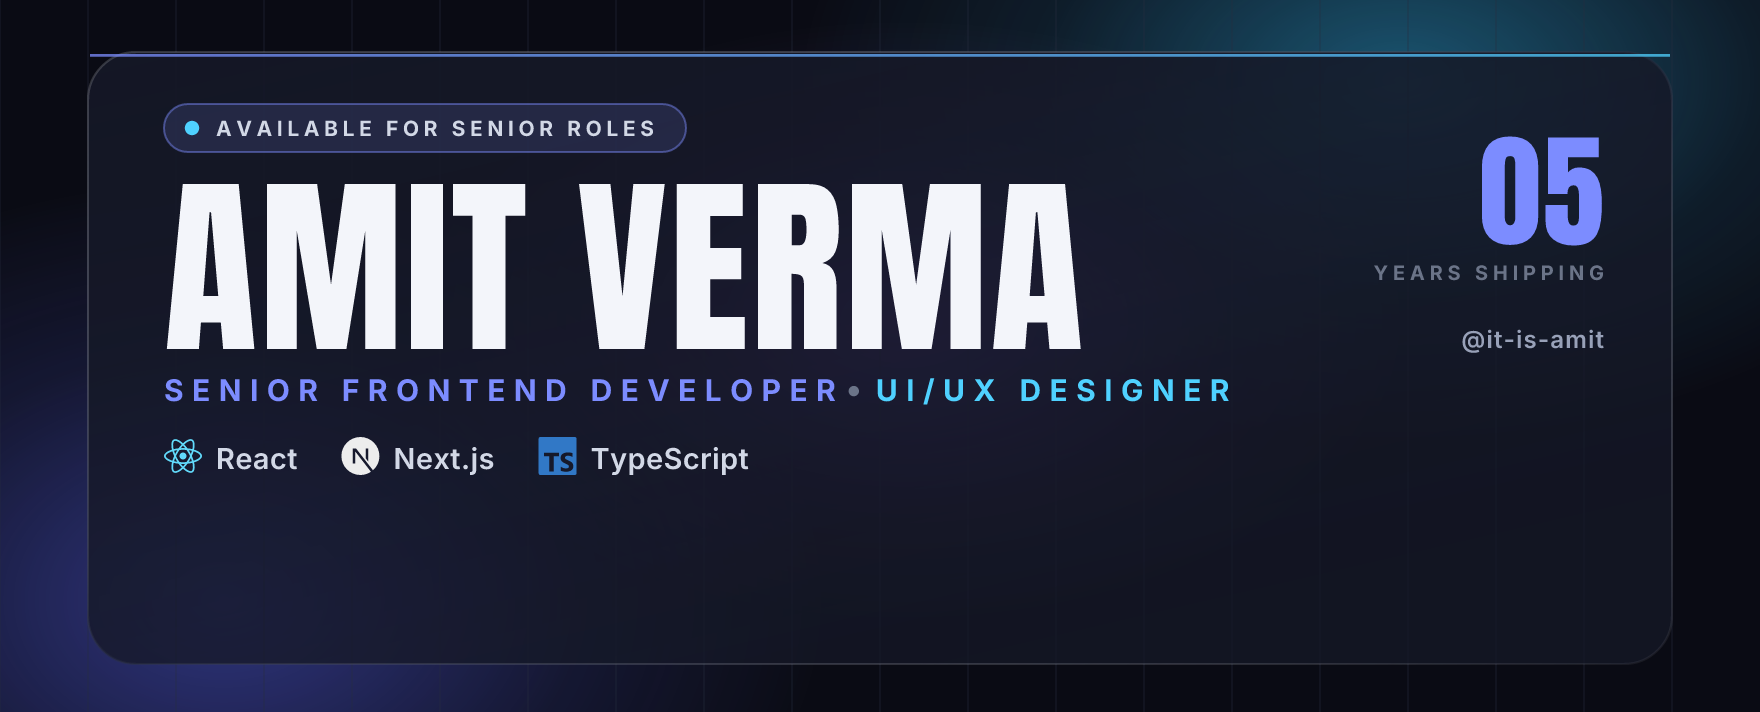 AVAILABLE FOR SENIOR ROLES
AMIT VERMA
SENIOR FRONTEND DEVELOPER • UI/UX DESIGNER
React N Next.js TS TypeScript
05
YEARS SHIPPING
@it-is-amit